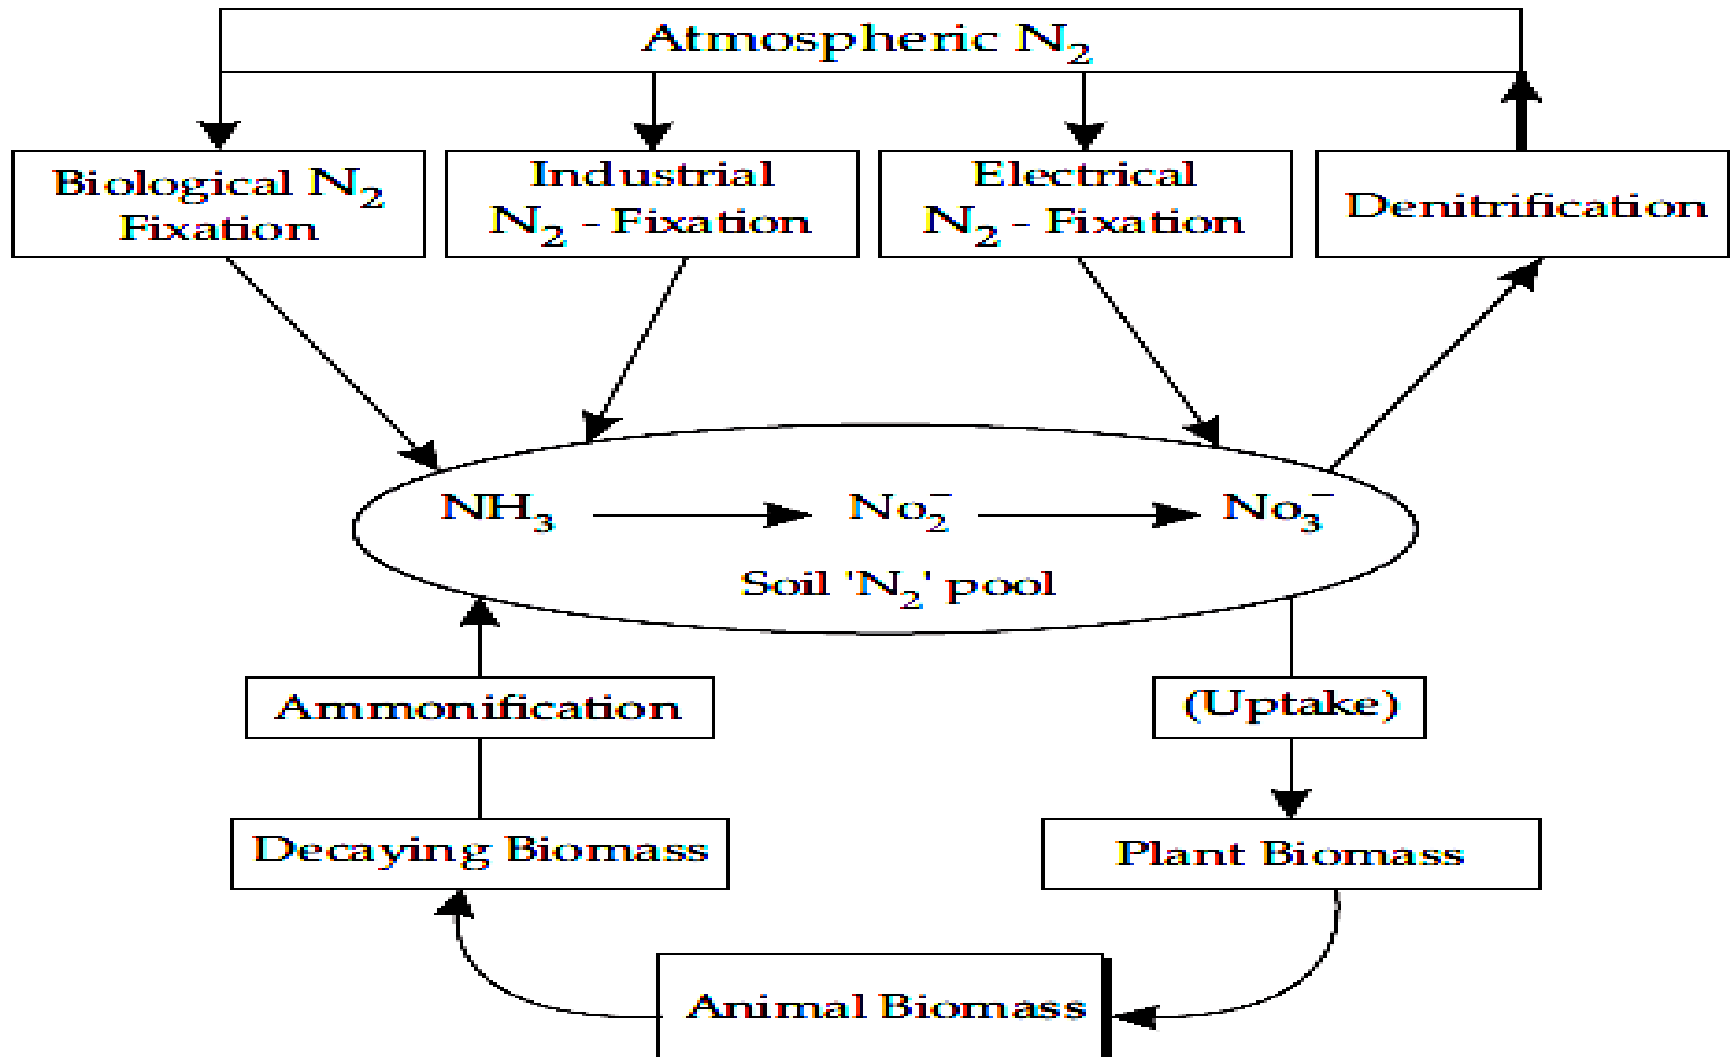 Atmospheric N₂
Biological N₂
Fixation
Industrial
N₂ - Fixation
Electrical
N₂ - Fixation
Denitrification
NH₃
No₂⁻
No₃⁻
Soil 'N₂' pool
Ammonification
(Uptake)
Decaying Biomass
Plant Biomass
Animal Biomass